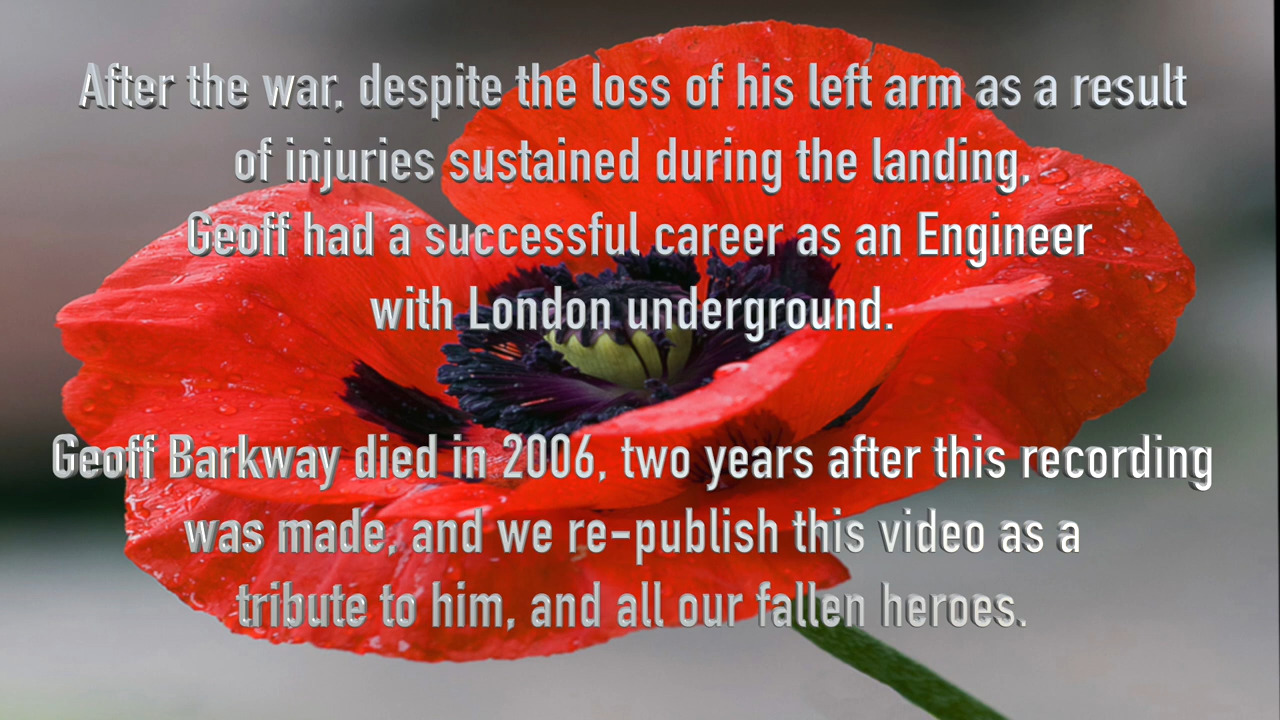 After the war, despite the loss of his left arm as a result
of injuries sustained during the landing,
Geoff had a successful career as an Engineer
with London underground.
Geoff Barkway died in 2006, two years after this recording
was made, and we re-publish this video as a
tribute to him, and all our fallen heroes.